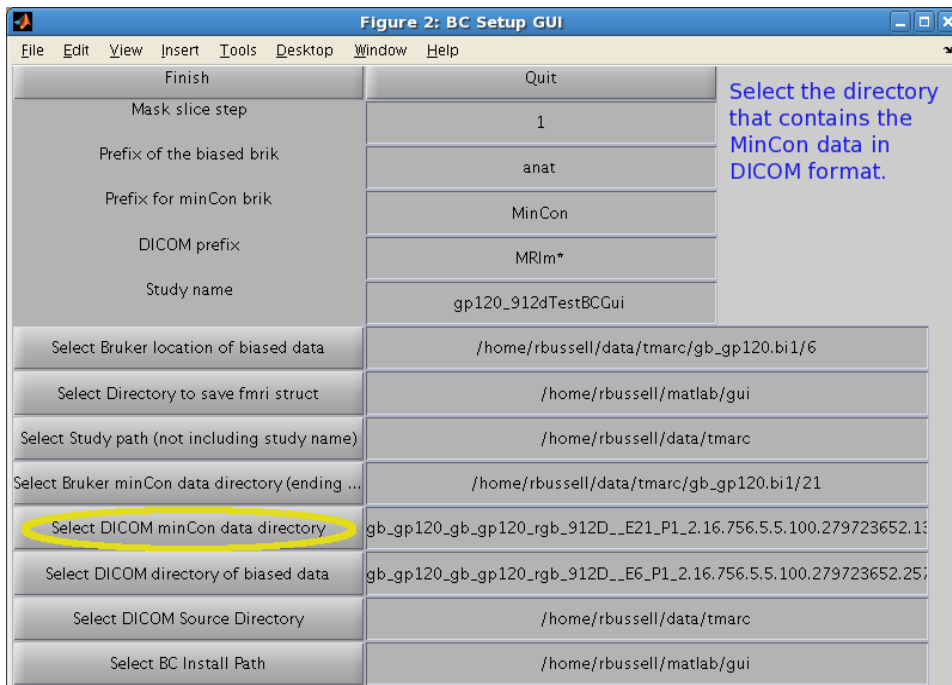 Figure 2: BC Setup GUI
File Edit View Insert Tools Desktop Window Help
Finish Quit
Select the directory
that contains the
MinCon data in
DICOM format.
Mask slice step 1
Prefix of the biased brik anat
Prefix for minCon brik MinCon
DICOM prefix MRIm*
Study name gp120_912dTestBCGui
Select Bruker location of biased data /home/rbussell/data/tmarc/gb_gp120.bi1/6
Select Directory to save fmri struct /home/rbussell/matlab/gui
Select Study path (not including study name) /home/rbussell/data/tmarc
Select Bruker minCon data directory (ending ... /home/rbussell/data/tmarc/gb_gp120.bi1/21
Select DICOM minCon data directory gb_gp120_gb_gp120_rgb_912D__E21_P1_2.16.756.5.5.100.279723652.13
Select DICOM directory of biased data gb_gp120_gb_gp120_rgb_912D__E6_P1_2.16.756.5.5.100.279723652.257
Select DICOM Source Directory /home/rbussell/data/tmarc
Select BC Install Path /home/rbussell/matlab/gui